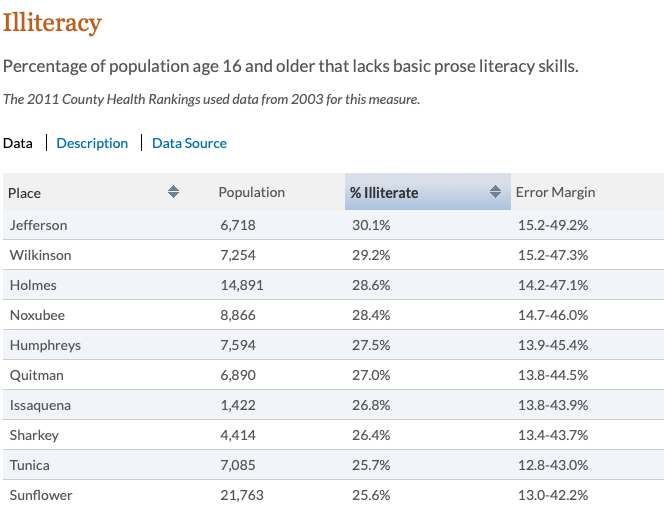 Illiteracy
Percentage of population age 16 and older that lacks basic prose literacy skills.
The 2011 County Health Rankings used data from 2003 for this measure.
Data | Description | Data Source
Place Population % Illiterate Error Margin
Jefferson 6,718 30.1% 15.2-49.2%
Wilkinson 7,254 29.2% 15.2-47.3%
Holmes 14,891 28.6% 14.2-47.1%
Noxubee 8,866 28.4% 14.7-46.0%
Humphreys 7,594 27.5% 13.9-45.4%
Quitman 6,890 27.0% 13.8-44.5%
Issaquena 1,422 26.8% 13.8-43.9%
Sharkey 4,414 26.4% 13.4-43.7%
Tunica 7,085 25.7% 12.8-43.0%
Sunflower 21,763 25.6% 13.0-42.2%